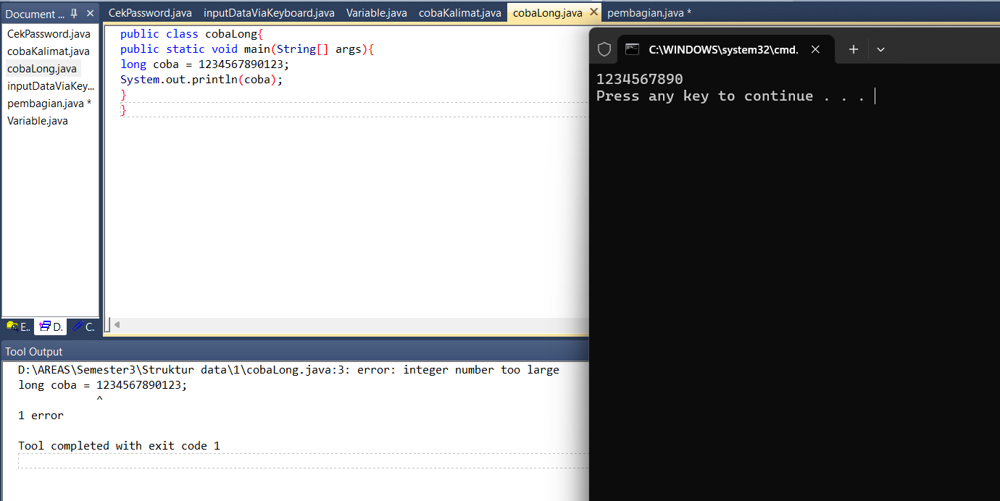 Document ...
CekPassword.java
cobaKalimat.java
cobaLong.java
inputDataViaKey...
pembagian.java *
Variable.java
E..
D.
C.
CekPassword.java inputDataViaKeyboard.java Variable.java cobaKalimat.java cobaLong.java pembagian.java *
public class cobaLong{
public static void main(String[] args){
long coba = 1234567890123;
System.out.println(coba);
}
}
C:\WINDOWS\system32\cmd.
1234567890
Press any key to continue . . .
Tool Output
D:\AREAS\Semester3\Struktur data\1\cobaLong.java:3: error: integer number too large
long coba = 1234567890123;
^
1 error
Tool completed with exit code 1